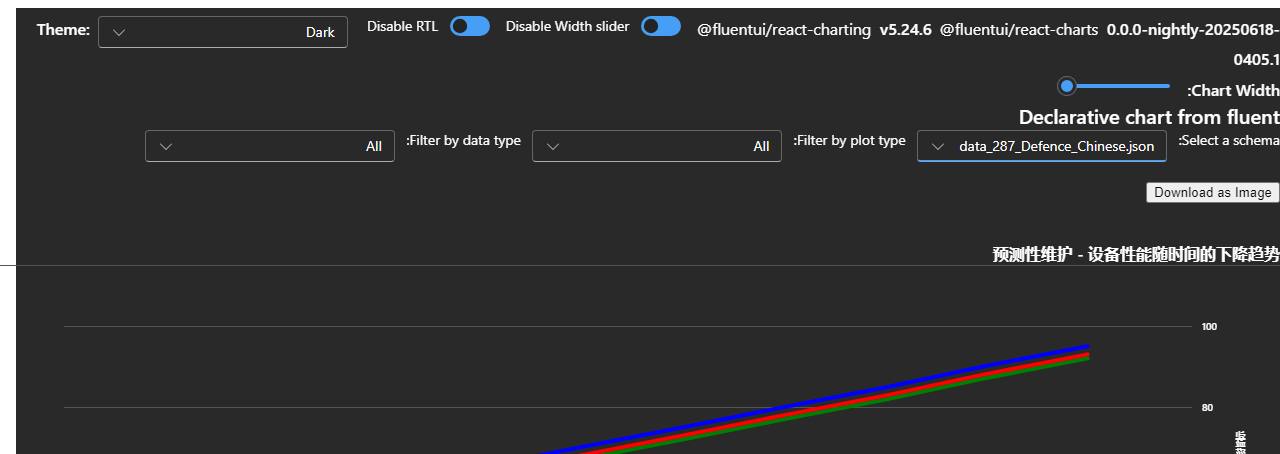 Theme: Dark Disable RTL Disable Width slider @fluentui/react-charting v5.24.6 @fluentui/react-charts 0.0.0-nightly-20250618-
0405.1
:Chart Width
Declarative chart from fluent
All :Filter by data type All :Filter by plot type data_287_Defence_Chinese.json :Select a schema
Download as Image
预测性维护 - 设备性能随时间的下降趋势
100
80